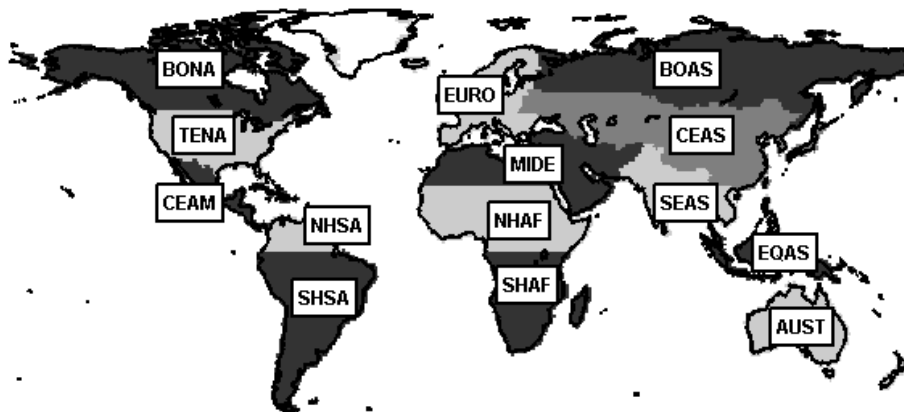 BONA
BOAS
EURO
TENA
CEAS
MIDE
CEAM
SEAS
NHSA
NHAF
EQAS
SHSA
SHAF
AUST